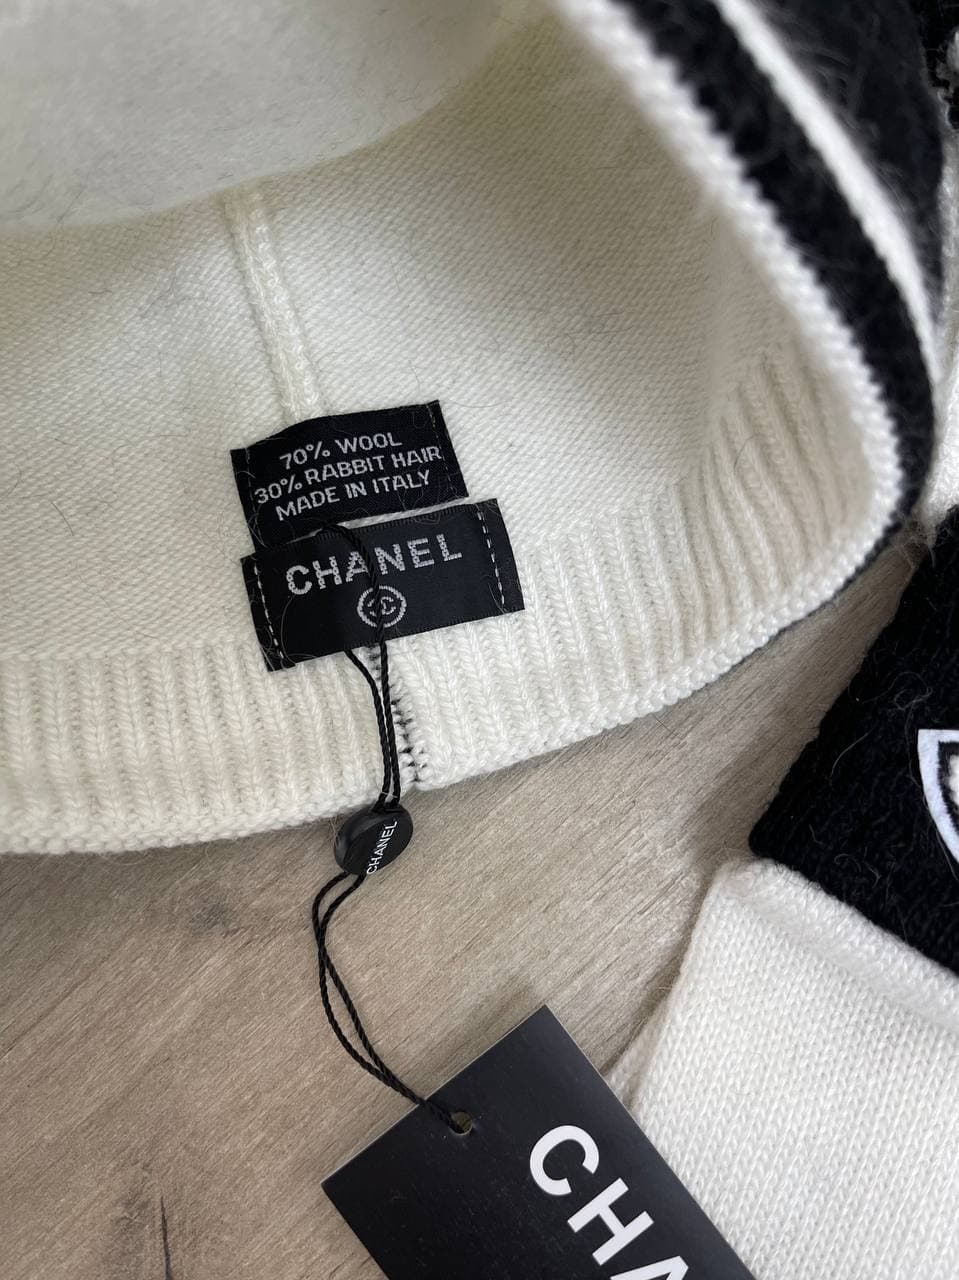 70% WOOL
30% RABBIT HAIR
MADE IN ITALY
CHANEL
CHANEL
CHA